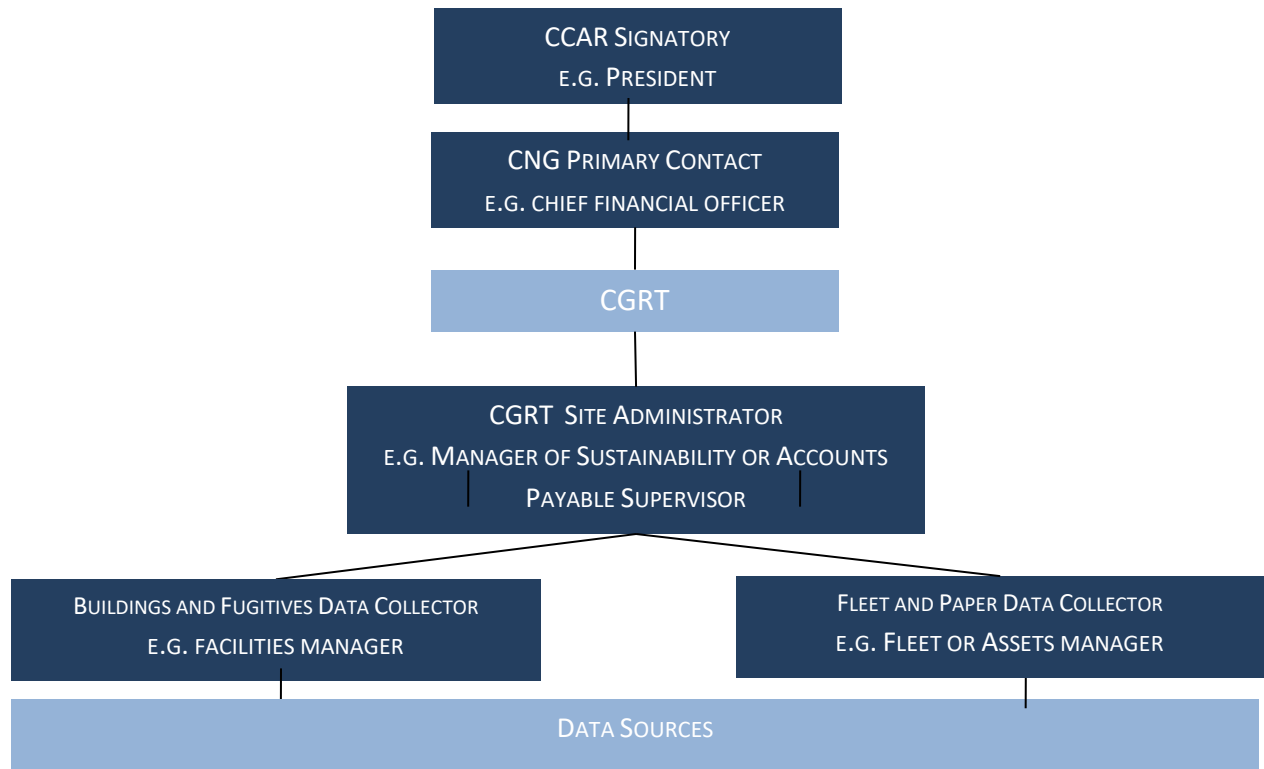 CCAR SIGNATORY
E.G. PRESIDENT
CNG PRIMARY CONTACT
E.G. CHIEF FINANCIAL OFFICER
CGRT
CGRT SITE ADMINISTRATOR
E.G. MANAGER OF SUSTAINABILITY OR ACCOUNTS
PAYABLE SUPERVISOR
BUILDINGS AND FUGITIVES DATA COLLECTOR
E.G. FACILITIES MANAGER
FLEET AND PAPER DATA COLLECTOR
E.G. FLEET OR ASSETS MANAGER
DATA SOURCES